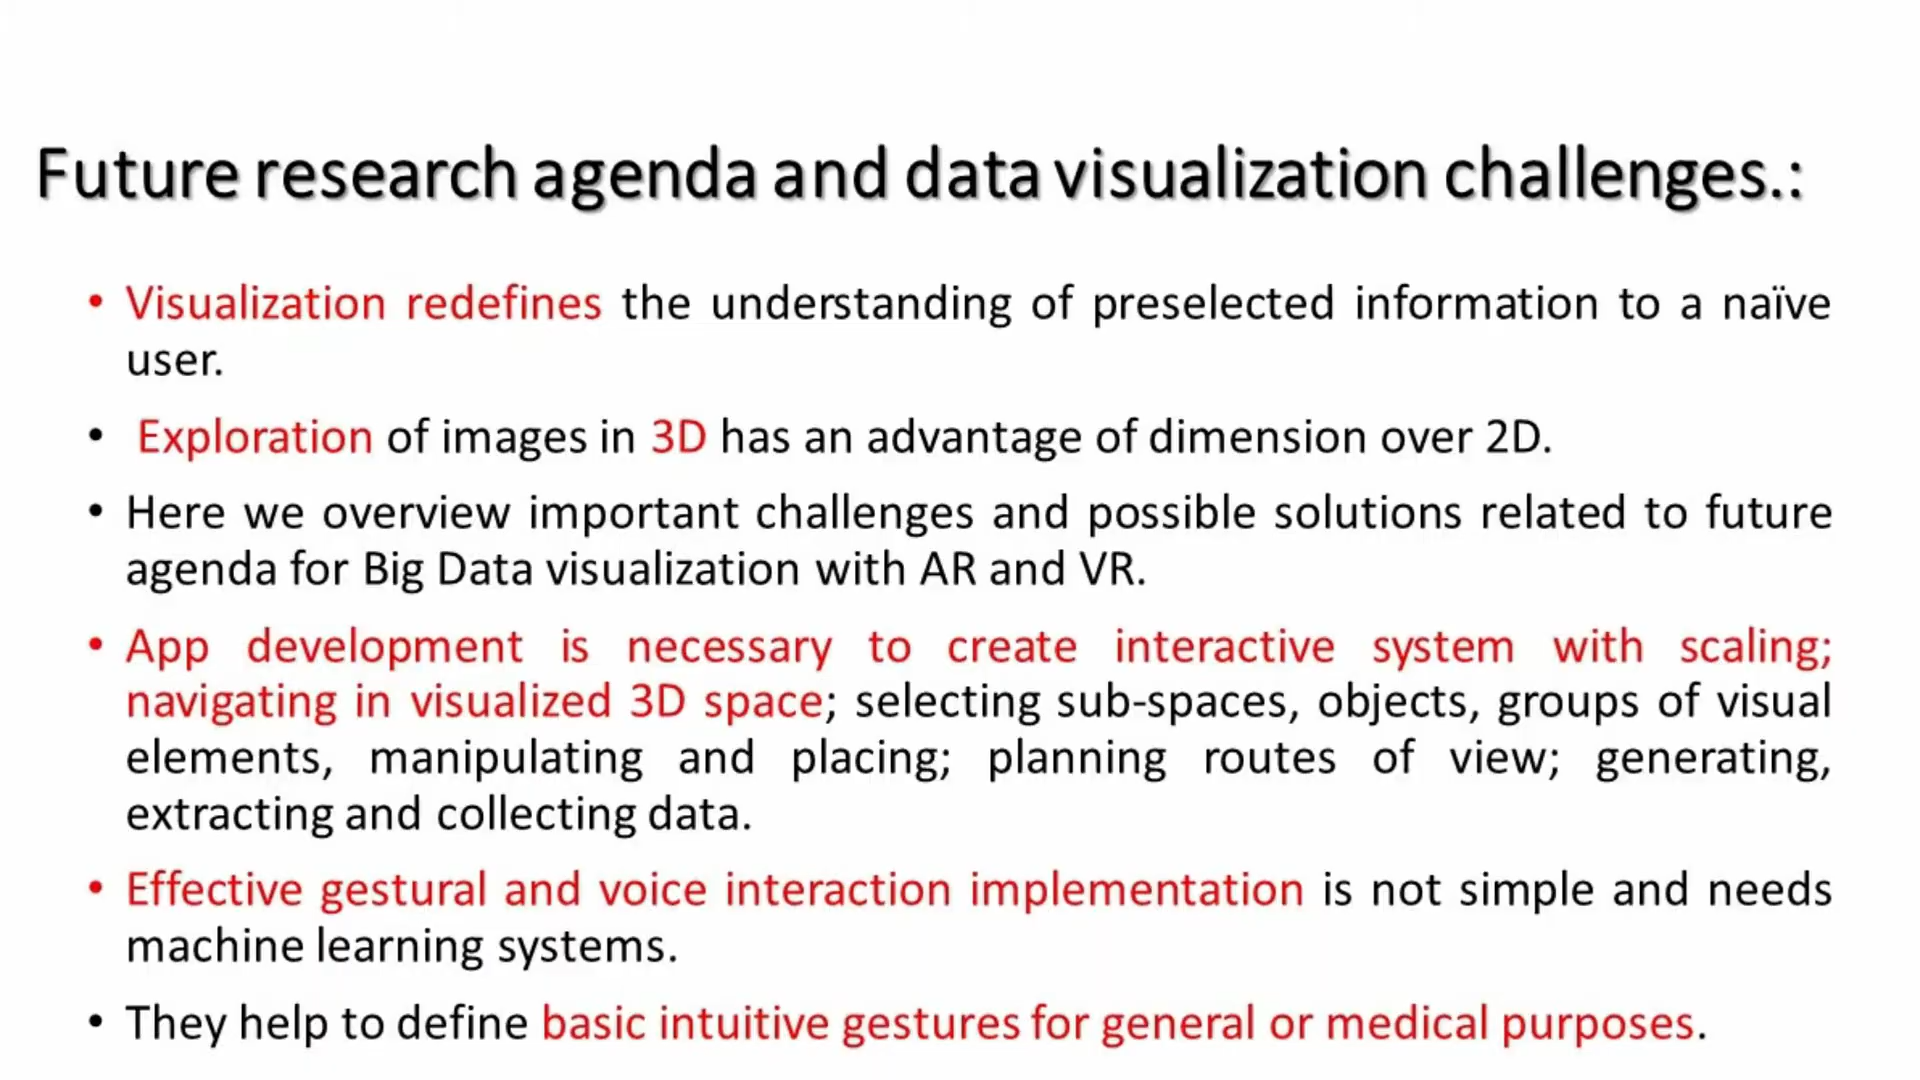 Future research agenda and data visualization challenges.:
• Visualization redefines the understanding of preselected information to a naïve
user.
• Exploration of images in 3D has an advantage of dimension over 2D.
• Here we overview important challenges and possible solutions related to future
agenda for Big Data visualization with AR and VR.
• App development is necessary to create interactive system with scaling;
navigating in visualized 3D space; selecting sub-spaces, objects, groups of visual
elements, manipulating and placing; planning routes of view; generating,
extracting and collecting data.
• Effective gestural and voice interaction implementation is not simple and needs
machine learning systems.
• They help to define basic intuitive gestures for general or medical purposes.